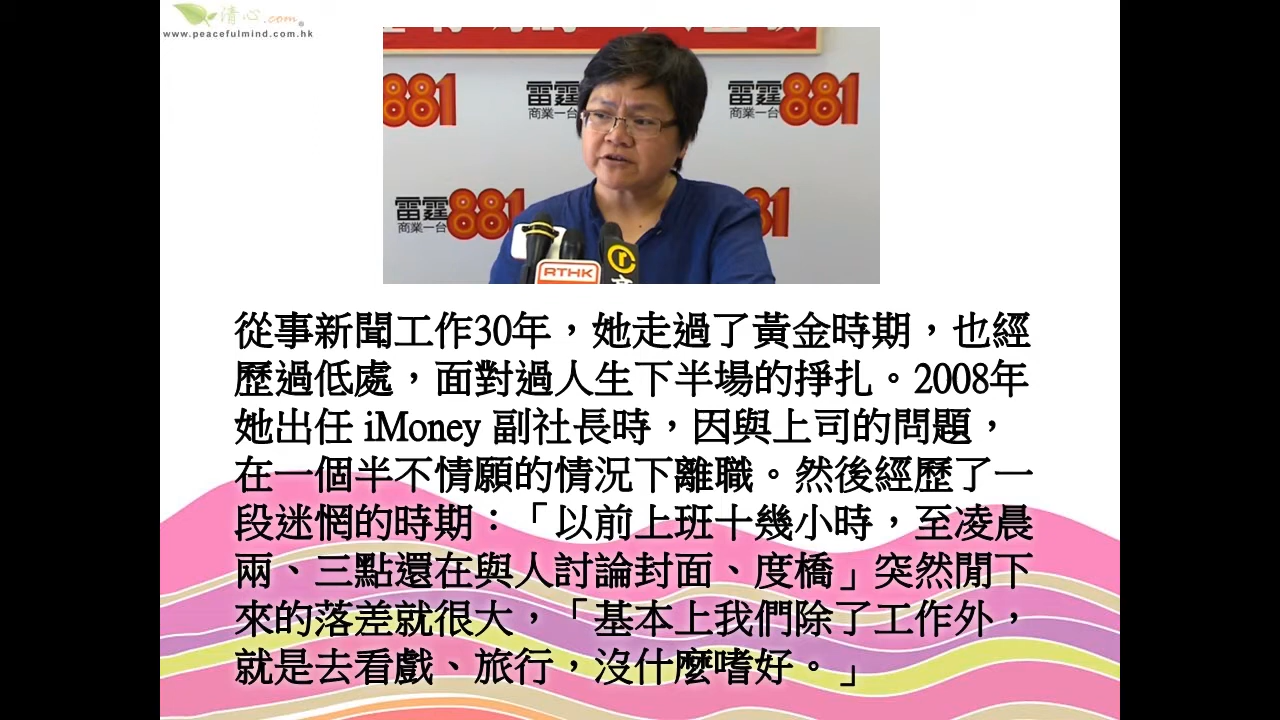 清心.com
www.peacefulmind.com.hk
881
雷霆881
商業一台
雷霆881
商業一台
雷霆881
商業一台
881
RTHK
從事新聞工作30年，她走過了黃金時期，也經
歷過低處，面對過人生下半場的掙扎。2008年
她出任 iMoney 副社長時，因與上司的問題，
在一個半不情願的情況下離職。然後經歷了一
段迷惘的時期：「以前上班十幾小時，至凌晨
兩、三點還在與人討論封面、度橋」突然閒下
來的落差就很大，「基本上我們除了工作外，
就是去看戲、旅行，沒什麼嗜好。」